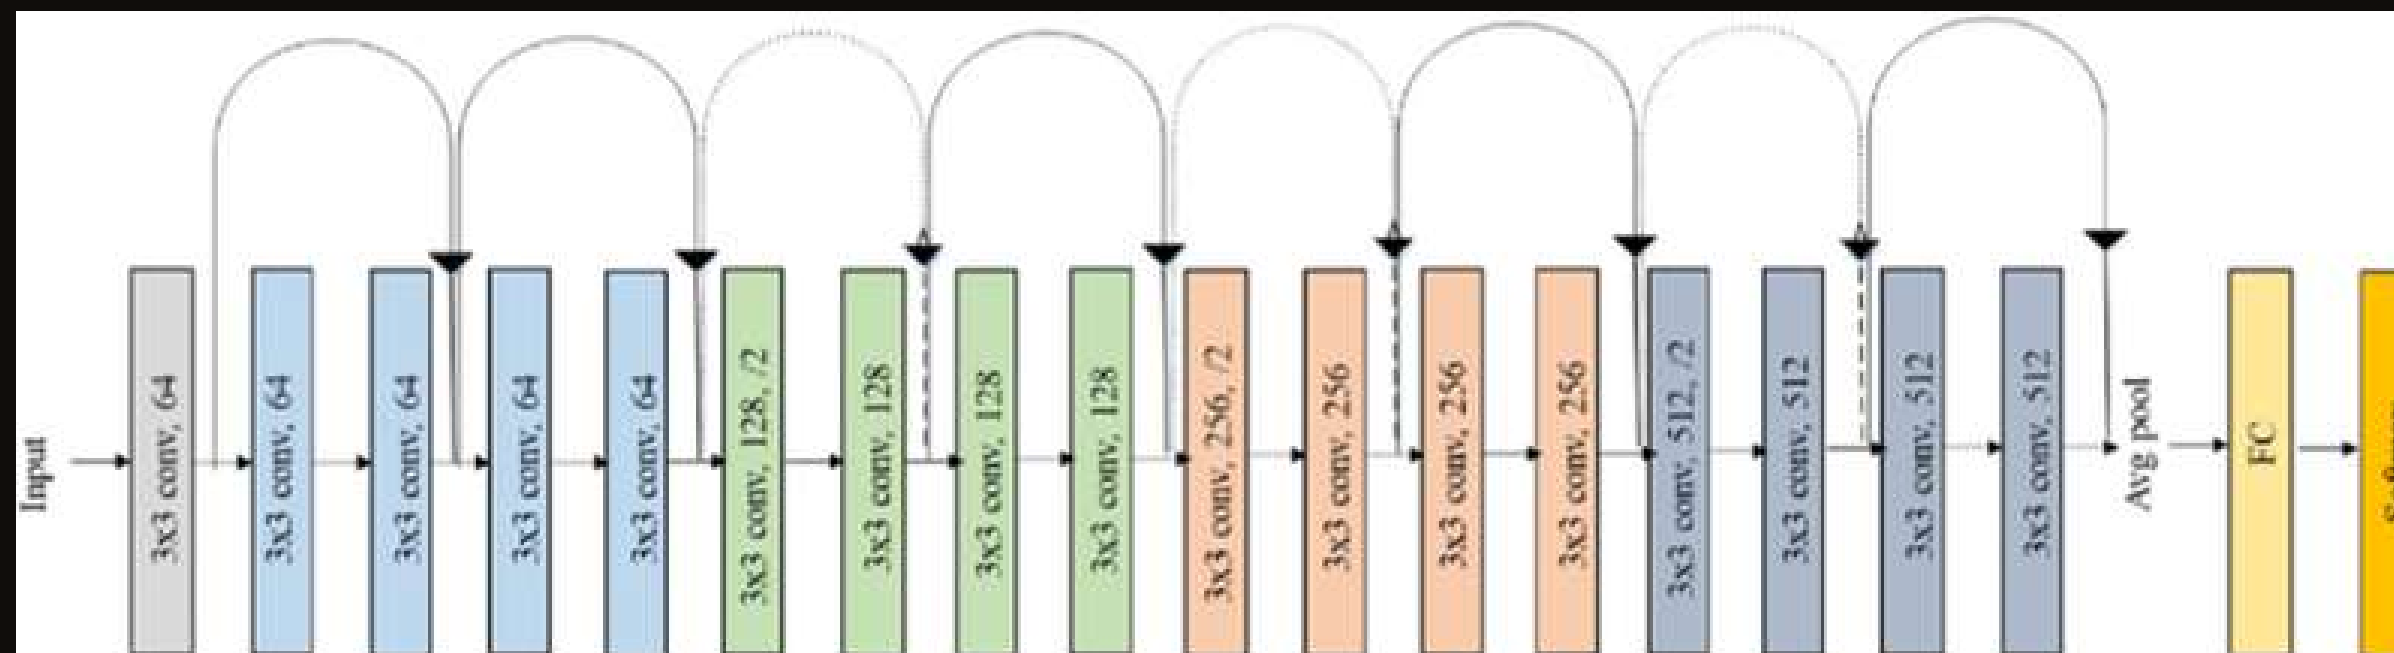 Input
3x3 conv, 64
3x3 conv, 64
3x3 conv, 64
3x3 conv, 64
3x3 conv, 64
3x3 conv, 128, /2
3x3 conv, 128
3x3 conv, 128
3x3 conv, 128
3x3 conv, 256, /2
3x3 conv, 256
3x3 conv, 256
3x3 conv, 256
3x3 conv, 512, /2
3x3 conv, 512
3x3 conv, 512
3x3 conv, 512
Avg pool
FC